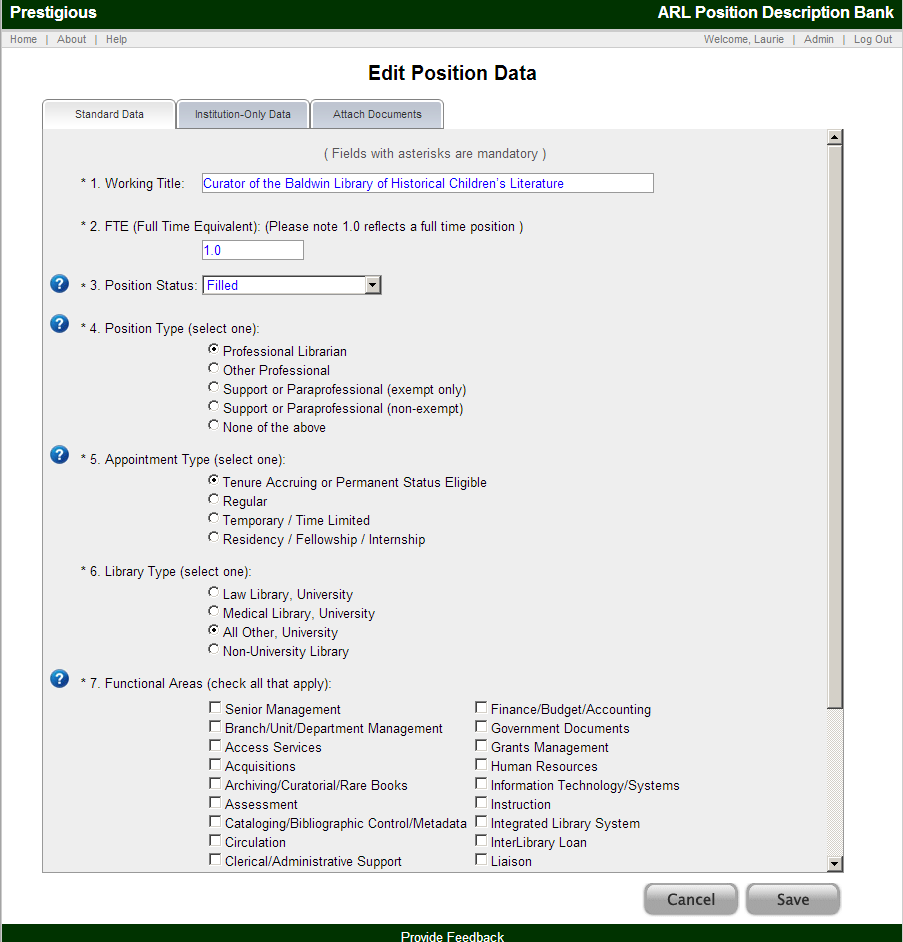 Prestigious ARL Position Description Bank
Home | About | Help Welcome, Laurie | Admin | Log Out
Edit Position Data
Standard Data Institution-Only Data Attach Documents
( Fields with asterisks are mandatory )
* 1. Working Title: Curator of the Baldwin Library of Historical Children's Literature
* 2. FTE (Full Time Equivalent): (Please note 1.0 reflects a full time position )
1.0
? * 3. Position Status: Filled
? * 4. Position Type (select one):
Professional Librarian
Other Professional
Support or Paraprofessional (exempt only)
Support or Paraprofessional (non-exempt)
None of the above
? * 5. Appointment Type (select one):
Tenure Accruing or Permanent Status Eligible
Regular
Temporary / Time Limited
Residency / Fellowship / Internship
* 6. Library Type (select one):
Law Library, University
Medical Library, University
All Other, University
Non-University Library
? * 7. Functional Areas (check all that apply):
Senior Management Finance/Budget/Accounting
Branch/Unit/Department Management Government Documents
Access Services Grants Management
Acquisitions Human Resources
Archiving/Curatorial/Rare Books Information Technology/Systems
Assessment Instruction
Cataloging/Bibliographic Control/Metadata Integrated Library System
Circulation InterLibrary Loan
Clerical/Administrative Support Liaison
Cancel Save
Provide Feedback